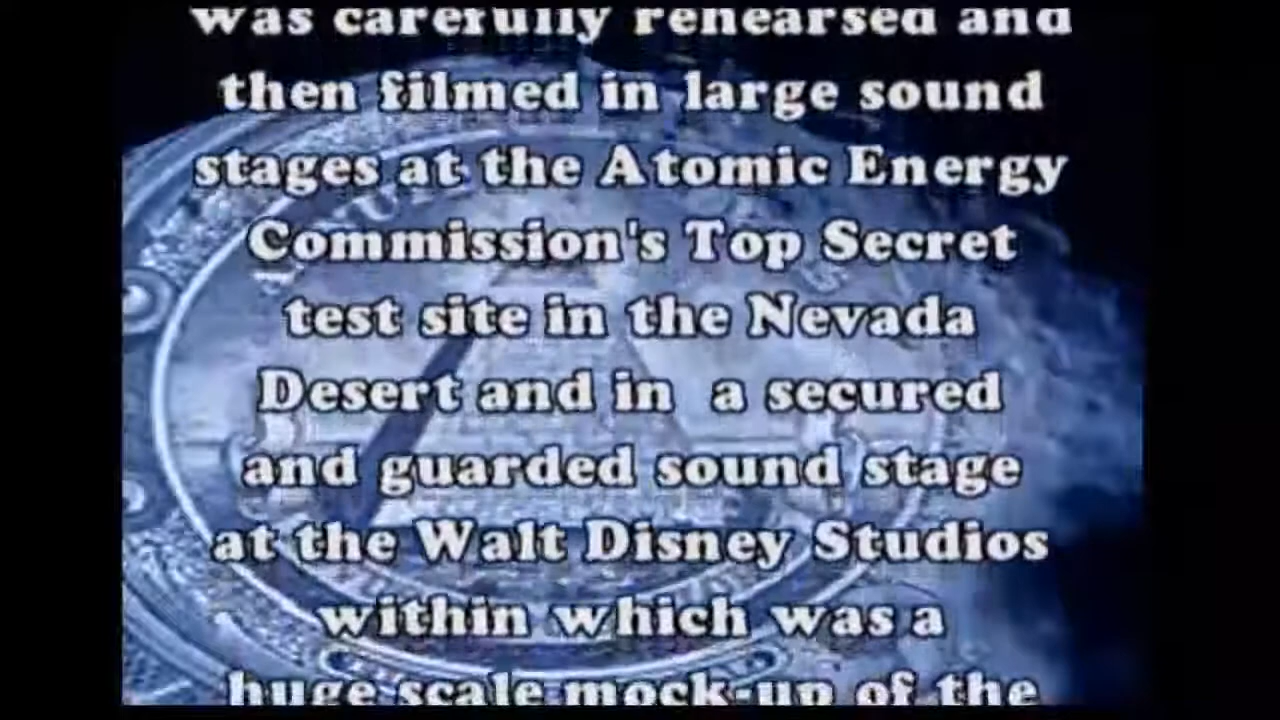 was carefully rehearsed and
then filmed in large sound
stages at the Atomic Energy
Commission's Top Secret
test site in the Nevada
Desert and in a secured
and guarded sound stage
at the Walt Disney Studios
within which was a
huge scale mock-up of the